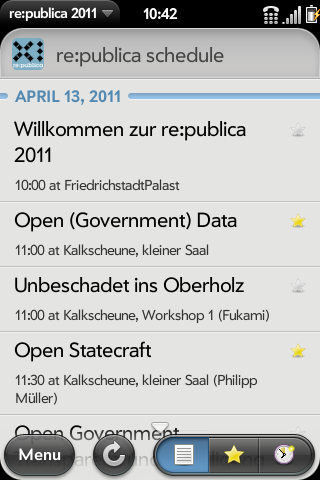 re:publica 2011
10:42
re:publica
re:publica schedule
APRIL 13, 2011
Willkommen zur re:publica
2011
10:00 at FriedrichstadtPalast
Open (Government) Data
11:00 at Kalkscheune, kleiner Saal
Unbeschadet ins Oberholz
11:00 at Kalkscheune, Workshop 1 (Fukami)
Open Statecraft
11:30 at Kalkscheune, kleiner Saal (Philipp
Müller)
Open Government
Menu